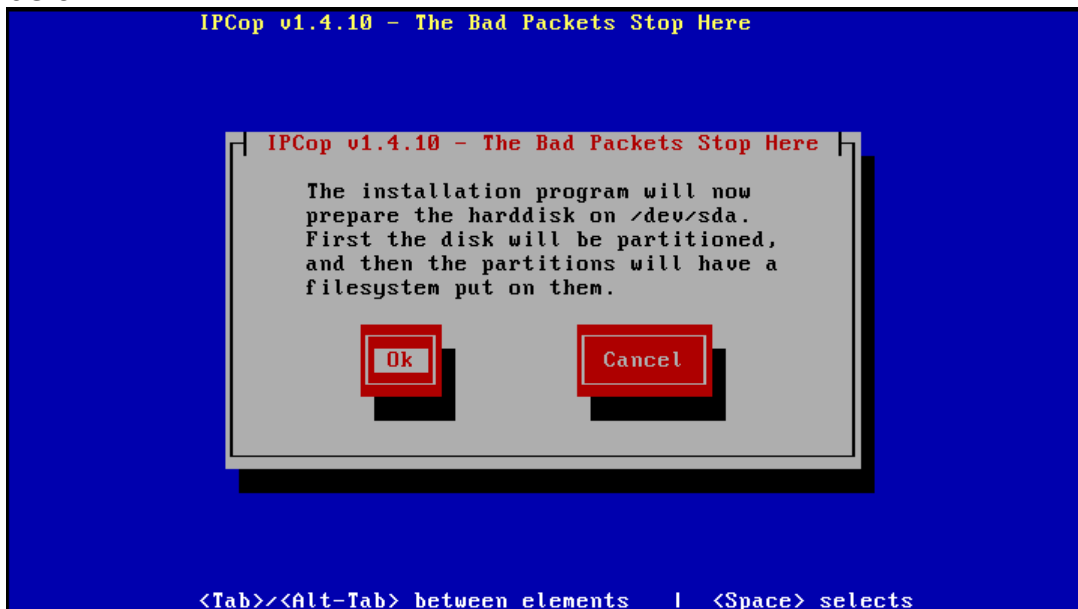 IPCop v1.4.10 - The Bad Packets Stop Here
IPCop v1.4.10 - The Bad Packets Stop Here
The installation program will now
prepare the harddisk on /dev/sda.
First the disk will be partitioned,
and then the partitions will have a
filesystem put on them.
Ok Cancel
<Tab>/<Alt-Tab> between elements | <Space> selects